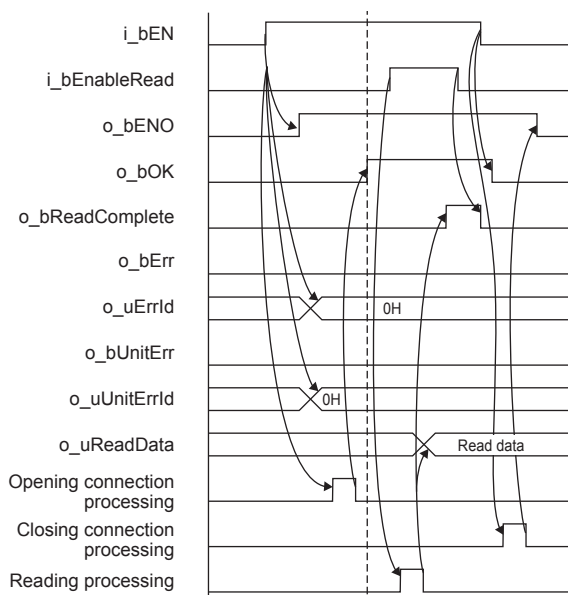 i_bEN
i_bEnableRead
o_bENO
o_bOK
o_bReadComplete
o_bErr
o_uErrId
0H
o_bUnitErr
o_uUnitErrId
0H
o_uReadData
Read data
Opening connection
processing
Closing connection
processing
Reading processing